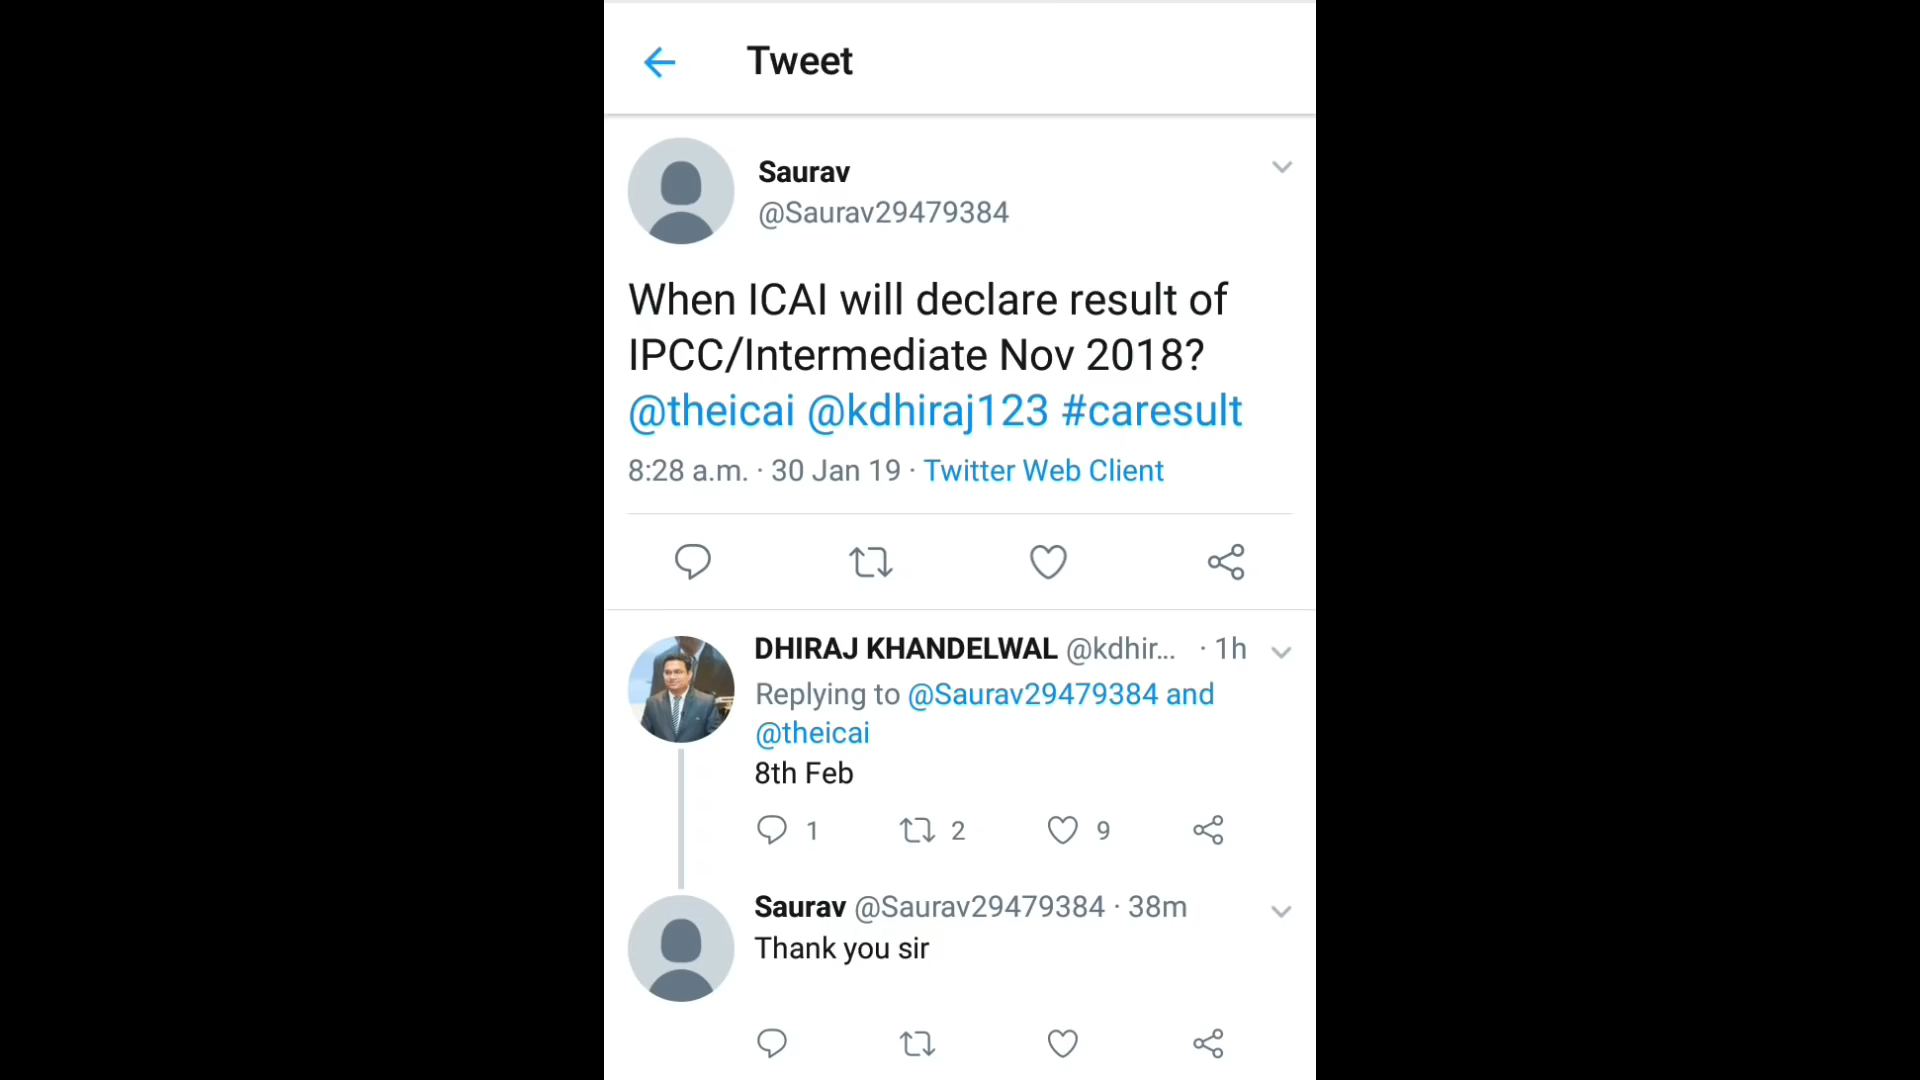 Tweet
Saurav
@Saurav29479384
When ICAI will declare result of
IPCC/Intermediate Nov 2018?
@theicai @kdhiraj123 #caresult
8:28 a.m. · 30 Jan 19 · Twitter Web Client
DHIRAJ KHANDELWAL @kdhir... · 1h
Replying to @Saurav29479384 and
@theicai
8th Feb
1 2 9
Saurav @Saurav29479384 · 38m
Thank you sir